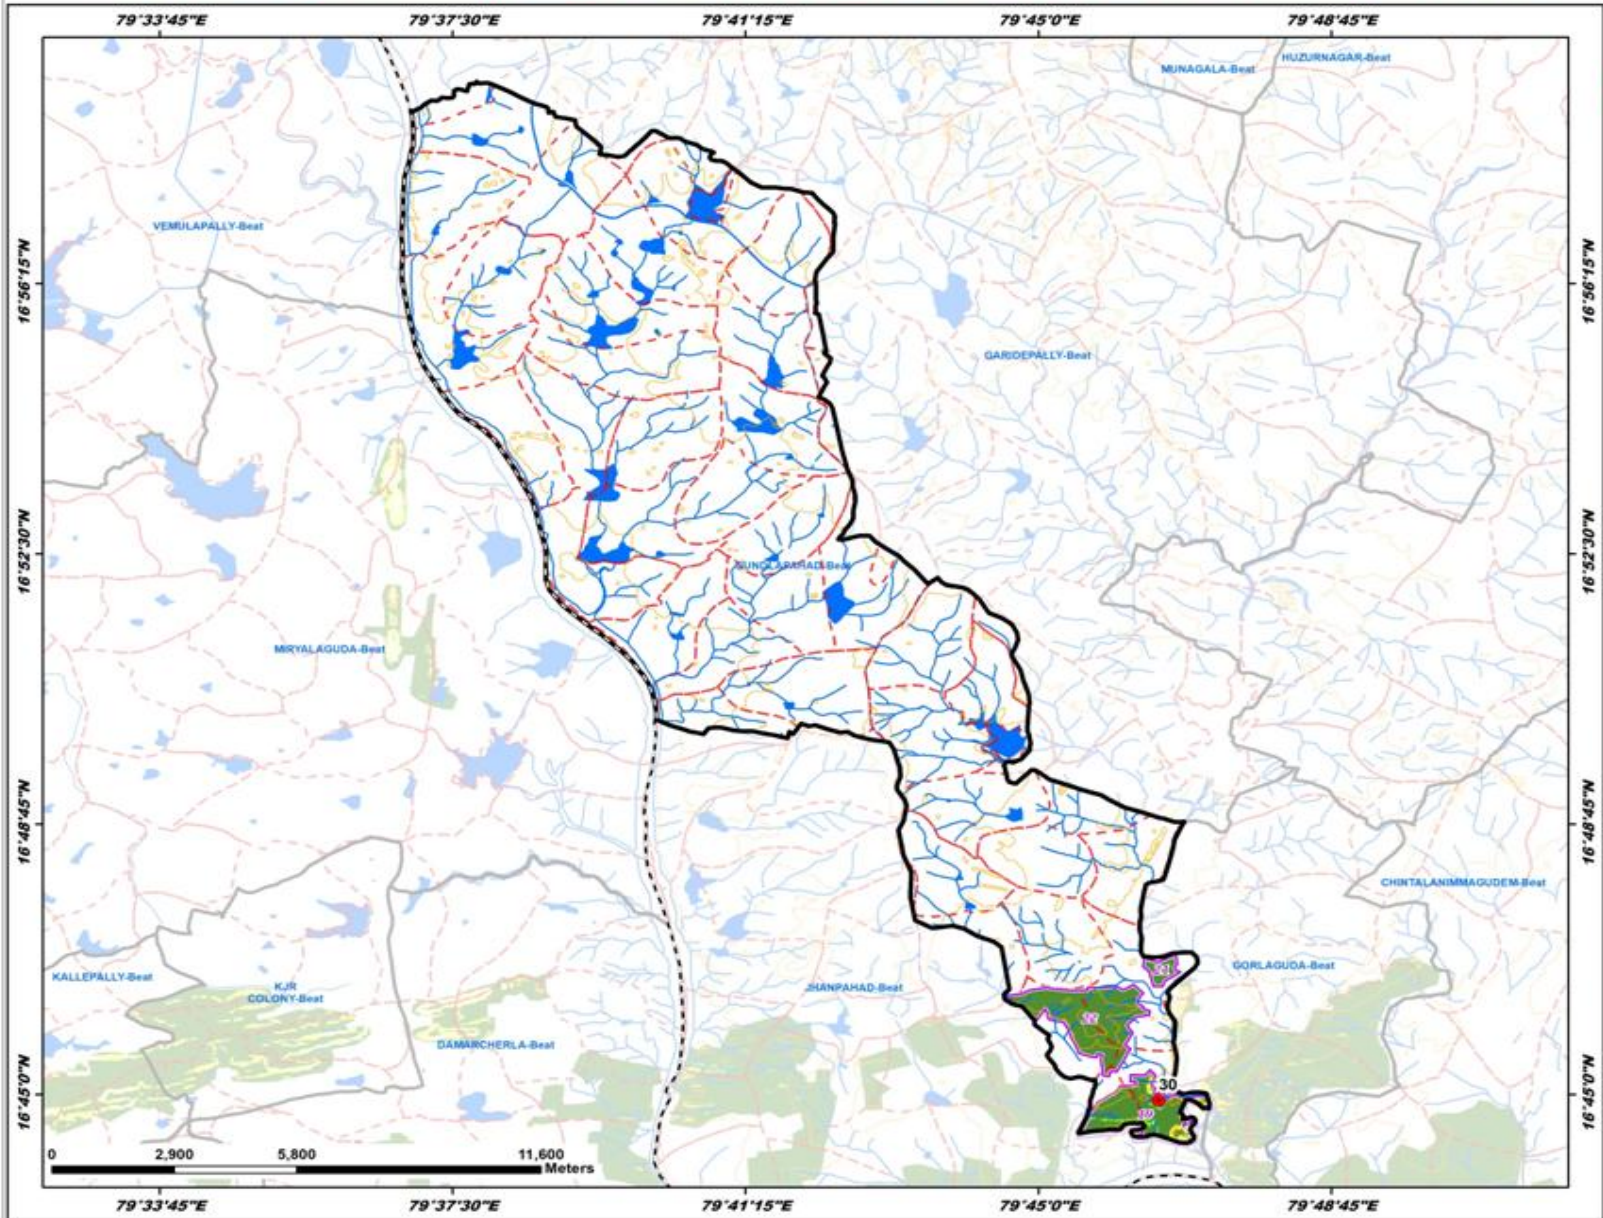 79°33'45"E 79°37'30"E 79°41'15"E 79°45'0"E 79°48'45"E
MUNAGALA-Beat
HUZURNAGAR-Beat
VEMULAPALLY-Beat
16°56'15"N
16°56'15"N
GARIDEPALLY-Beat
16°52'30"N
16°52'30"N
MIRYALAGUDA-Beat
16°48'45"N
16°48'45"N
CHINTALANIMMAGUDEM-Beat
KALLEPALLY-Beat
KJR
COLONY-Beat
JHANPAHAD-Beat
GORLAGUDA-Beat
21
22
DAMARCHERLA-Beat
30
19
16°45'0"N
16°45'0"N
0 2,900 5,800 11,600
Meters
79°33'45"E 79°37'30"E 79°41'15"E 79°45'0"E 79°48'45"E